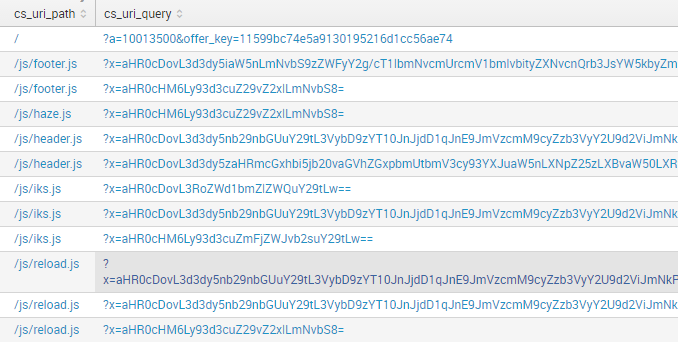 cs_uri_path cs_uri_query
/ ?a=10013500&offer_key=11599bc74e5a9130195216d1cc56ae74
/js/footer.js ?x=aHR0cDovL3d3dy5iaW5nLmNvbS9zZWFyY2g/cT1lbmNvcmUrcmV1bmlvbityZXNvcnQrb3JsYW5kbyZm
/js/footer.js ?x=aHR0cHM6Ly93d3cuZ29vZ2xlLmNvbS8=
/js/haze.js ?x=aHR0cHM6Ly93d3cuZ29vZ2xlLmNvbS8=
/js/header.js ?x=aHR0cDovL3d3dy5nb29nbGUuY29tL3VybD9zYT10JnJjdD1qJnE9JmVzcmM9cyZzb3VyY2U9d2ViJmNk
/js/header.js ?x=aHR0cDovL3d3dy5zaHRmcGxhbi5jb20vaGVhZGxpbmUtbmV3cy93YXJuaW5nLXNpZ25zLXBvaW50LXR
/js/iks.js ?x=aHR0cDovL3RoZWd1bmZlZWQuY29tLw==
/js/iks.js ?x=aHR0cDovL3d3dy5nb29nbGUuY29tL3VybD9zYT10JnJjdD1qJnE9JmVzcmM9cyZzb3VyY2U9d2ViJmNk
/js/iks.js ?x=aHR0cHM6Ly93d3cuZmFjZWJvb2suY29tLw==
/js/reload.js ?
x=aHR0cDovL3d3dy5nb29nbGUuY29tL3VybD9zYT10JnJjdD1qJnE9JmVzcmM9cyZzb3VyY2U9d2ViJmNkP
/js/reload.js ?x=aHR0cDovL3d3dy5nb29nbGUuY29tL3VybD9zYT10JnJjdD1qJnE9JmVzcmM9cyZzb3VyY2U9d2ViJmNk
/js/reload.js ?x=aHR0cHM6Ly93d3cuZ29vZ2xlLmNvbS8=